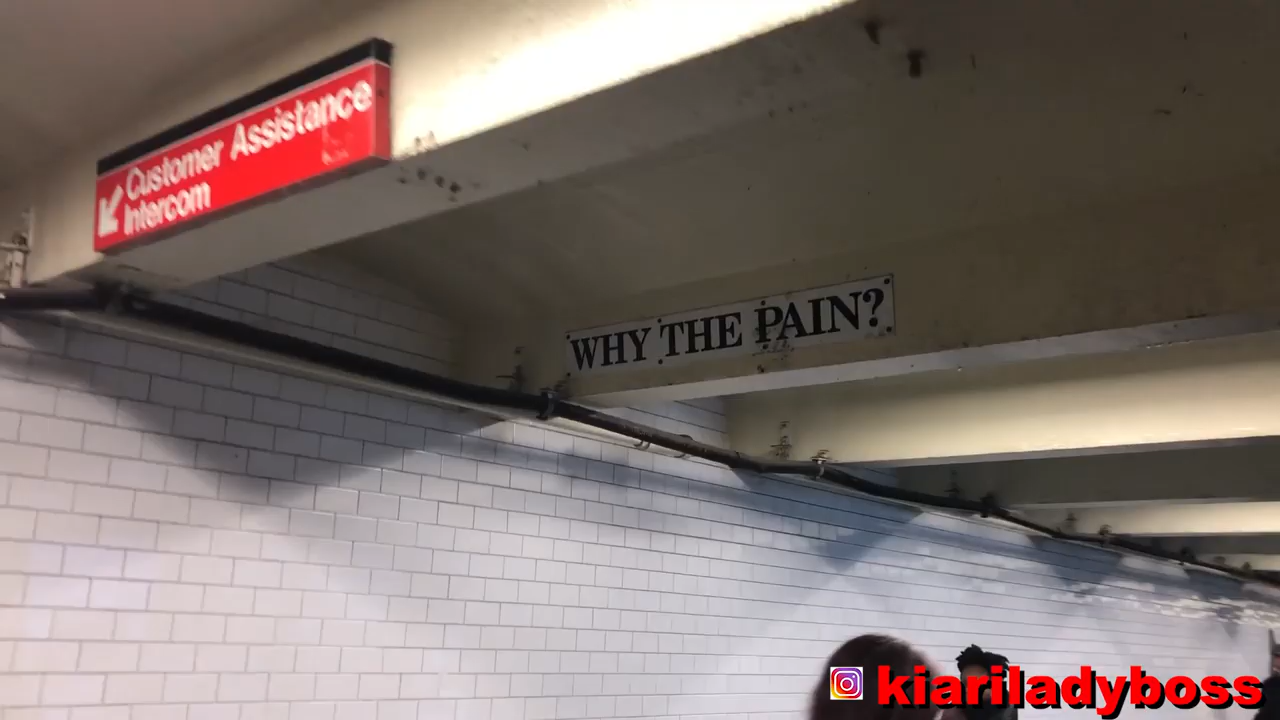 Customer Assistance
Intercom
WHY THE PAIN?
kiariladyboss